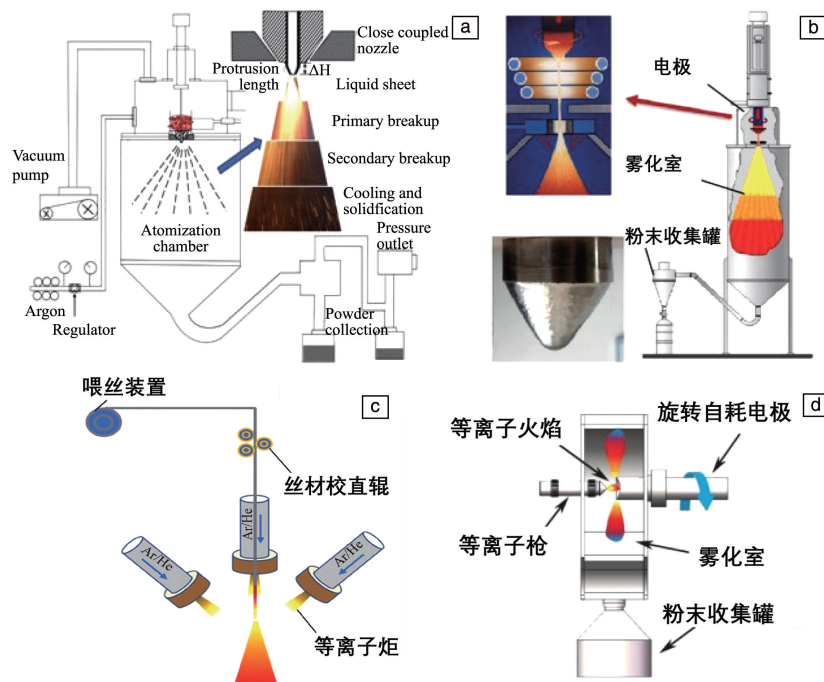 Close coupled
nozzle
Protrusion
length
ΔH
Liquid sheet
Primary breakup
Secondary breakup
Cooling and
solidfication
Pressure
outlet
Vacuum
pump
Atomization
chamber
Argon
Regulator
Powder
collection
a
b
电极
雾化室
粉末收集罐
c
喂丝装置
丝材校直辊
Ar/He
Ar/He
Ar/He
等离子炬
d
等离子火焰
旋转自耗电极
等离子枪
雾化室
粉末收集罐